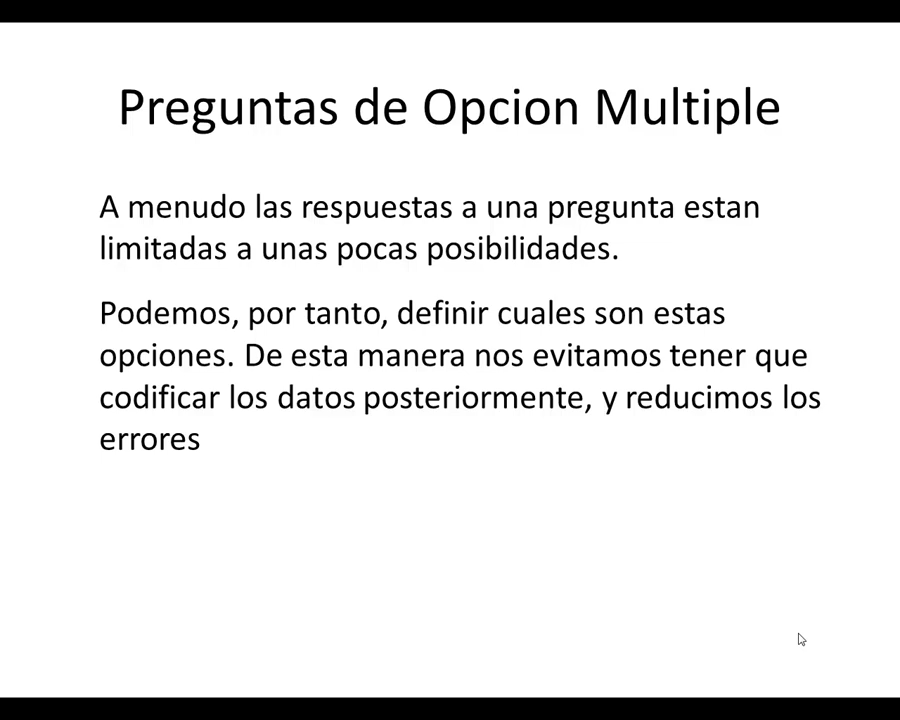 Preguntas de Opcion Multiple
A menudo las respuestas a una pregunta estan
limitadas a unas pocas posibilidades.
Podemos, por tanto, definir cuales son estas
opciones. De esta manera nos evitamos tener que
codificar los datos posteriormente, y reducimos los
errores